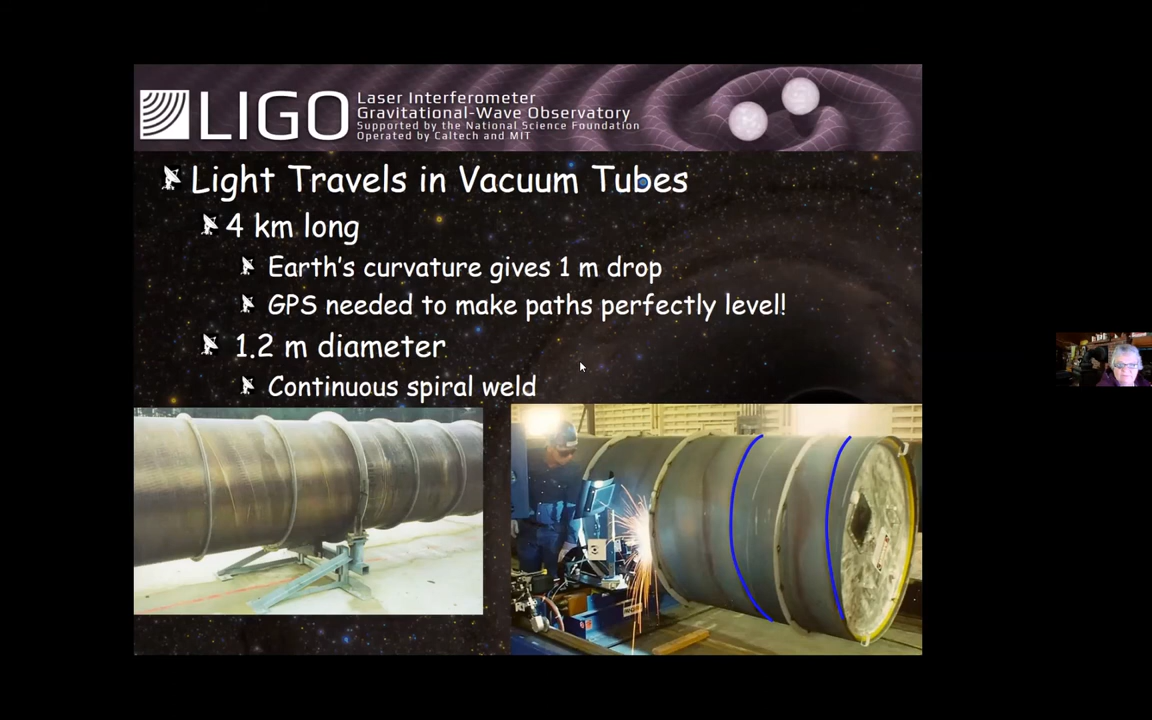 LIGO
Laser Interferometer
Gravitational-Wave Observatory
Supported by the National Science Foundation
Operated by Caltech and MIT
Light Travels in Vacuum Tubes
4 km long
Earth's curvature gives 1 m drop
GPS needed to make paths perfectly level!
1.2 m diameter
Continuous spiral weld